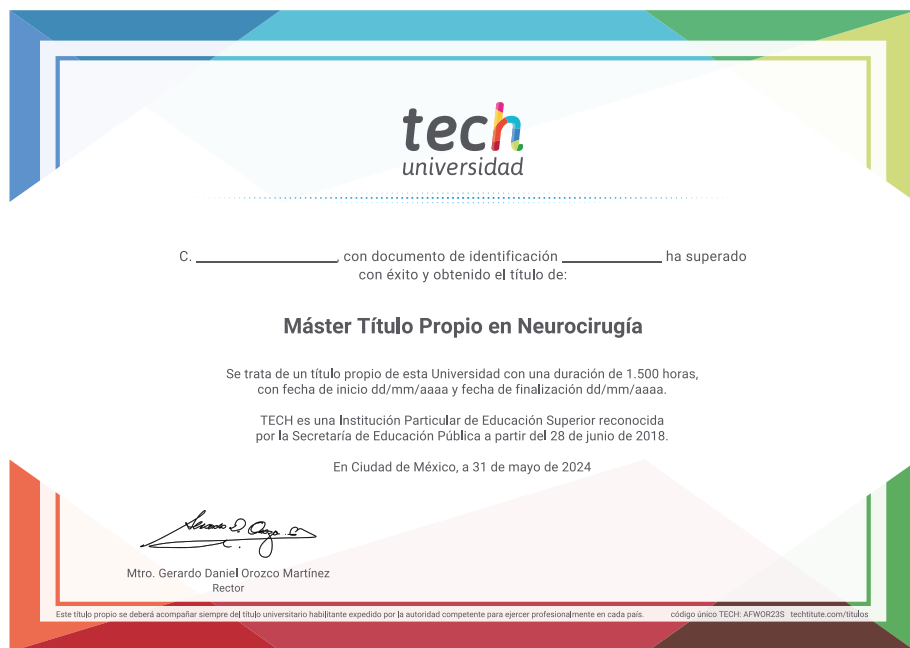 tech
universidad
C. ____________, con documento de identificación ____________ ha superado
con éxito y obtenido el título de:
Máster Título Propio en Neurocirugía
Se trata de un título propio de esta Universidad con una duración de 1.500 horas,
con fecha de inicio dd/mm/aaaa y fecha de finalización dd/mm/aaaa.
TECH es una Institución Particular de Educación Superior reconocida
por la Secretaría de Educación Pública a partir del 28 de junio de 2018.
En Ciudad de México, a 31 de mayo de 2024
Mtro. Gerardo Daniel Orozco Martínez
Rector
Este título propio se deberá acompañar siempre del título universitario habilitante expedido por la autoridad competente para ejercer profesionalmente en cada país. código único TECH: AFWOR23S techtitute.com/titulos